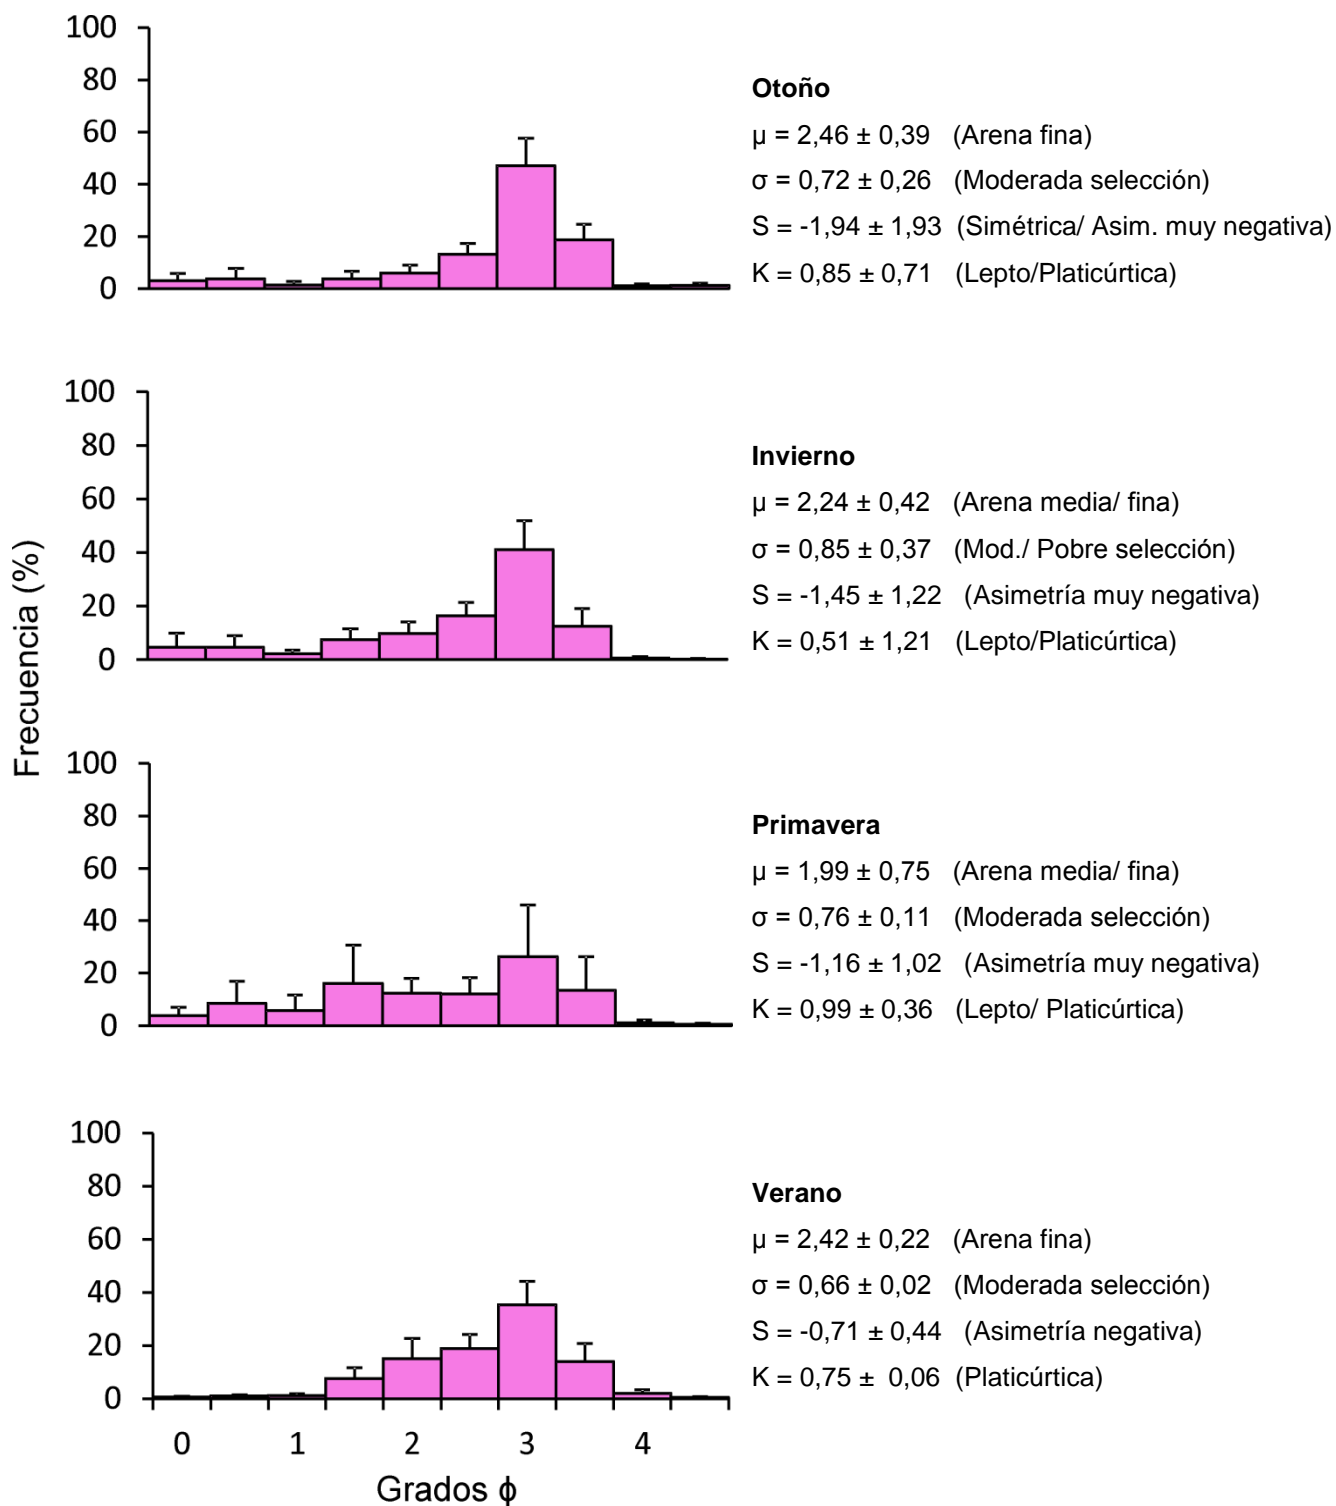 Frecuencia (%)
100
80
60
40
20
0
Otoño
µ = 2,46 ± 0,39 (Arena fina)
σ = 0,72 ± 0,26 (Moderada selección)
S = -1,94 ± 1,93 (Simétrica/ Asim. muy negativa)
K = 0,85 ± 0,71 (Lepto/Platicúrtica)
100
80
60
40
20
0
Invierno
µ = 2,24 ± 0,42 (Arena media/ fina)
σ = 0,85 ± 0,37 (Mod./ Pobre selección)
S = -1,45 ± 1,22 (Asimetría muy negativa)
K = 0,51 ± 1,21 (Lepto/Platicúrtica)
100
80
60
40
20
0
Primavera
µ = 1,99 ± 0,75 (Arena media/ fina)
σ = 0,76 ± 0,11 (Moderada selección)
S = -1,16 ± 1,02 (Asimetría muy negativa)
K = 0,99 ± 0,36 (Lepto/ Platicúrtica)
100
80
60
40
20
0
Verano
µ = 2,42 ± 0,22 (Arena fina)
σ = 0,66 ± 0,02 (Moderada selección)
S = -0,71 ± 0,44 (Asimetría negativa)
K = 0,75 ± 0,06 (Platicúrtica)
0 1 2 3 4
Grados ϕ